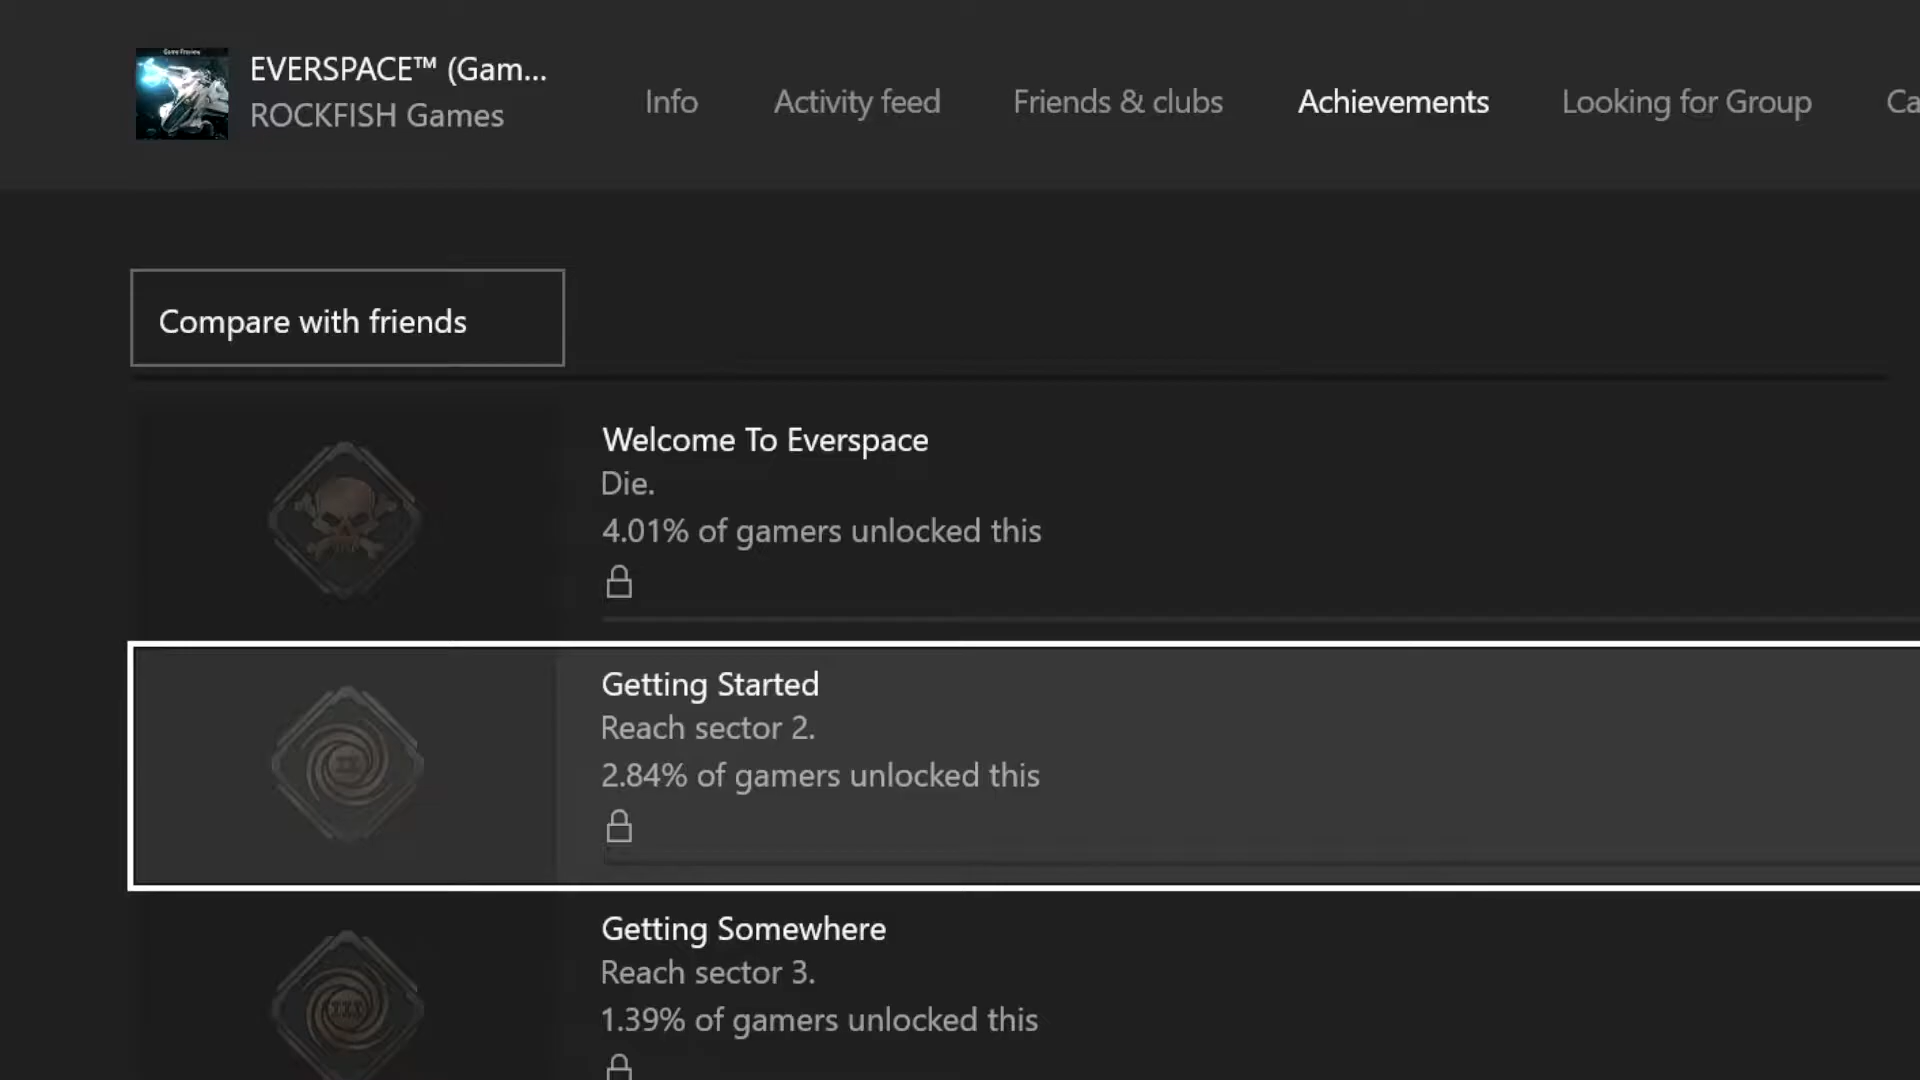 Game Preview
EVERSPACE™ (Gam...
ROCKFISH Games
Info
Activity feed
Friends & clubs
Achievements
Looking for Group
Ca
Compare with friends
Welcome To Everspace
Die.
4.01% of gamers unlocked this
Getting Started
Reach sector 2.
2.84% of gamers unlocked this
Getting Somewhere
Reach sector 3.
1.39% of gamers unlocked this